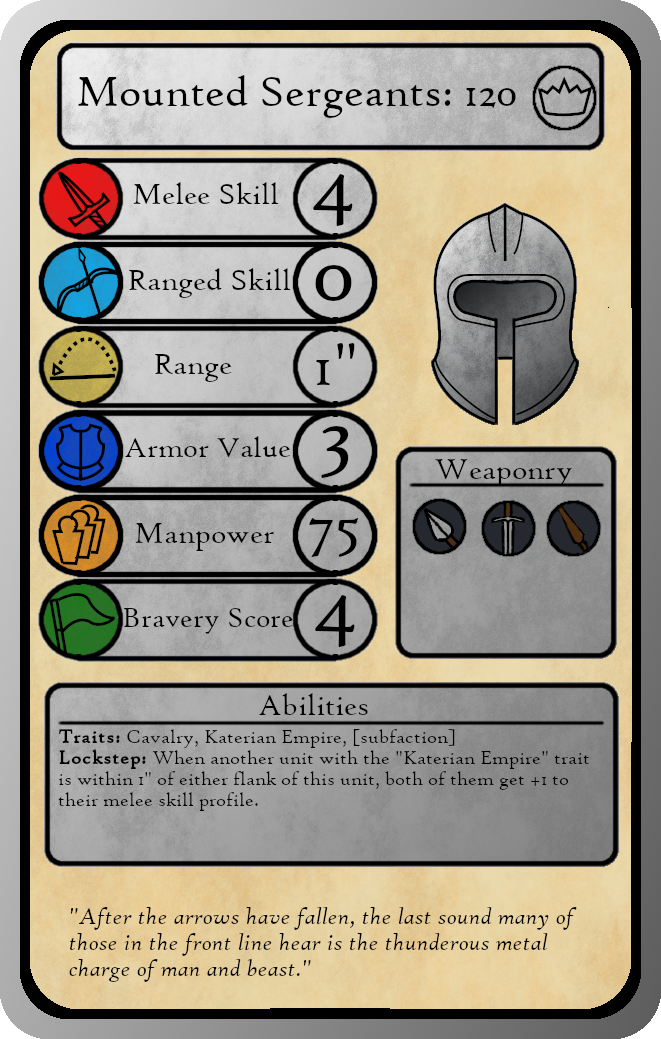 Mounted Sergeants: 120
Melee Skill 4
Ranged Skill 0
Range 1"
Armor Value 3
Manpower 75
Bravery Score 4
Weaponry
Abilities
Traits: Cavalry, Katerian Empire, [subfaction]
Lockstep: When another unit with the "Katerian Empire" trait
is within 1" of either flank of this unit, both of them get +1 to
their melee skill profile.
"After the arrows have fallen, the last sound many of
those in the front line hear is the thunderous metal
charge of man and beast."